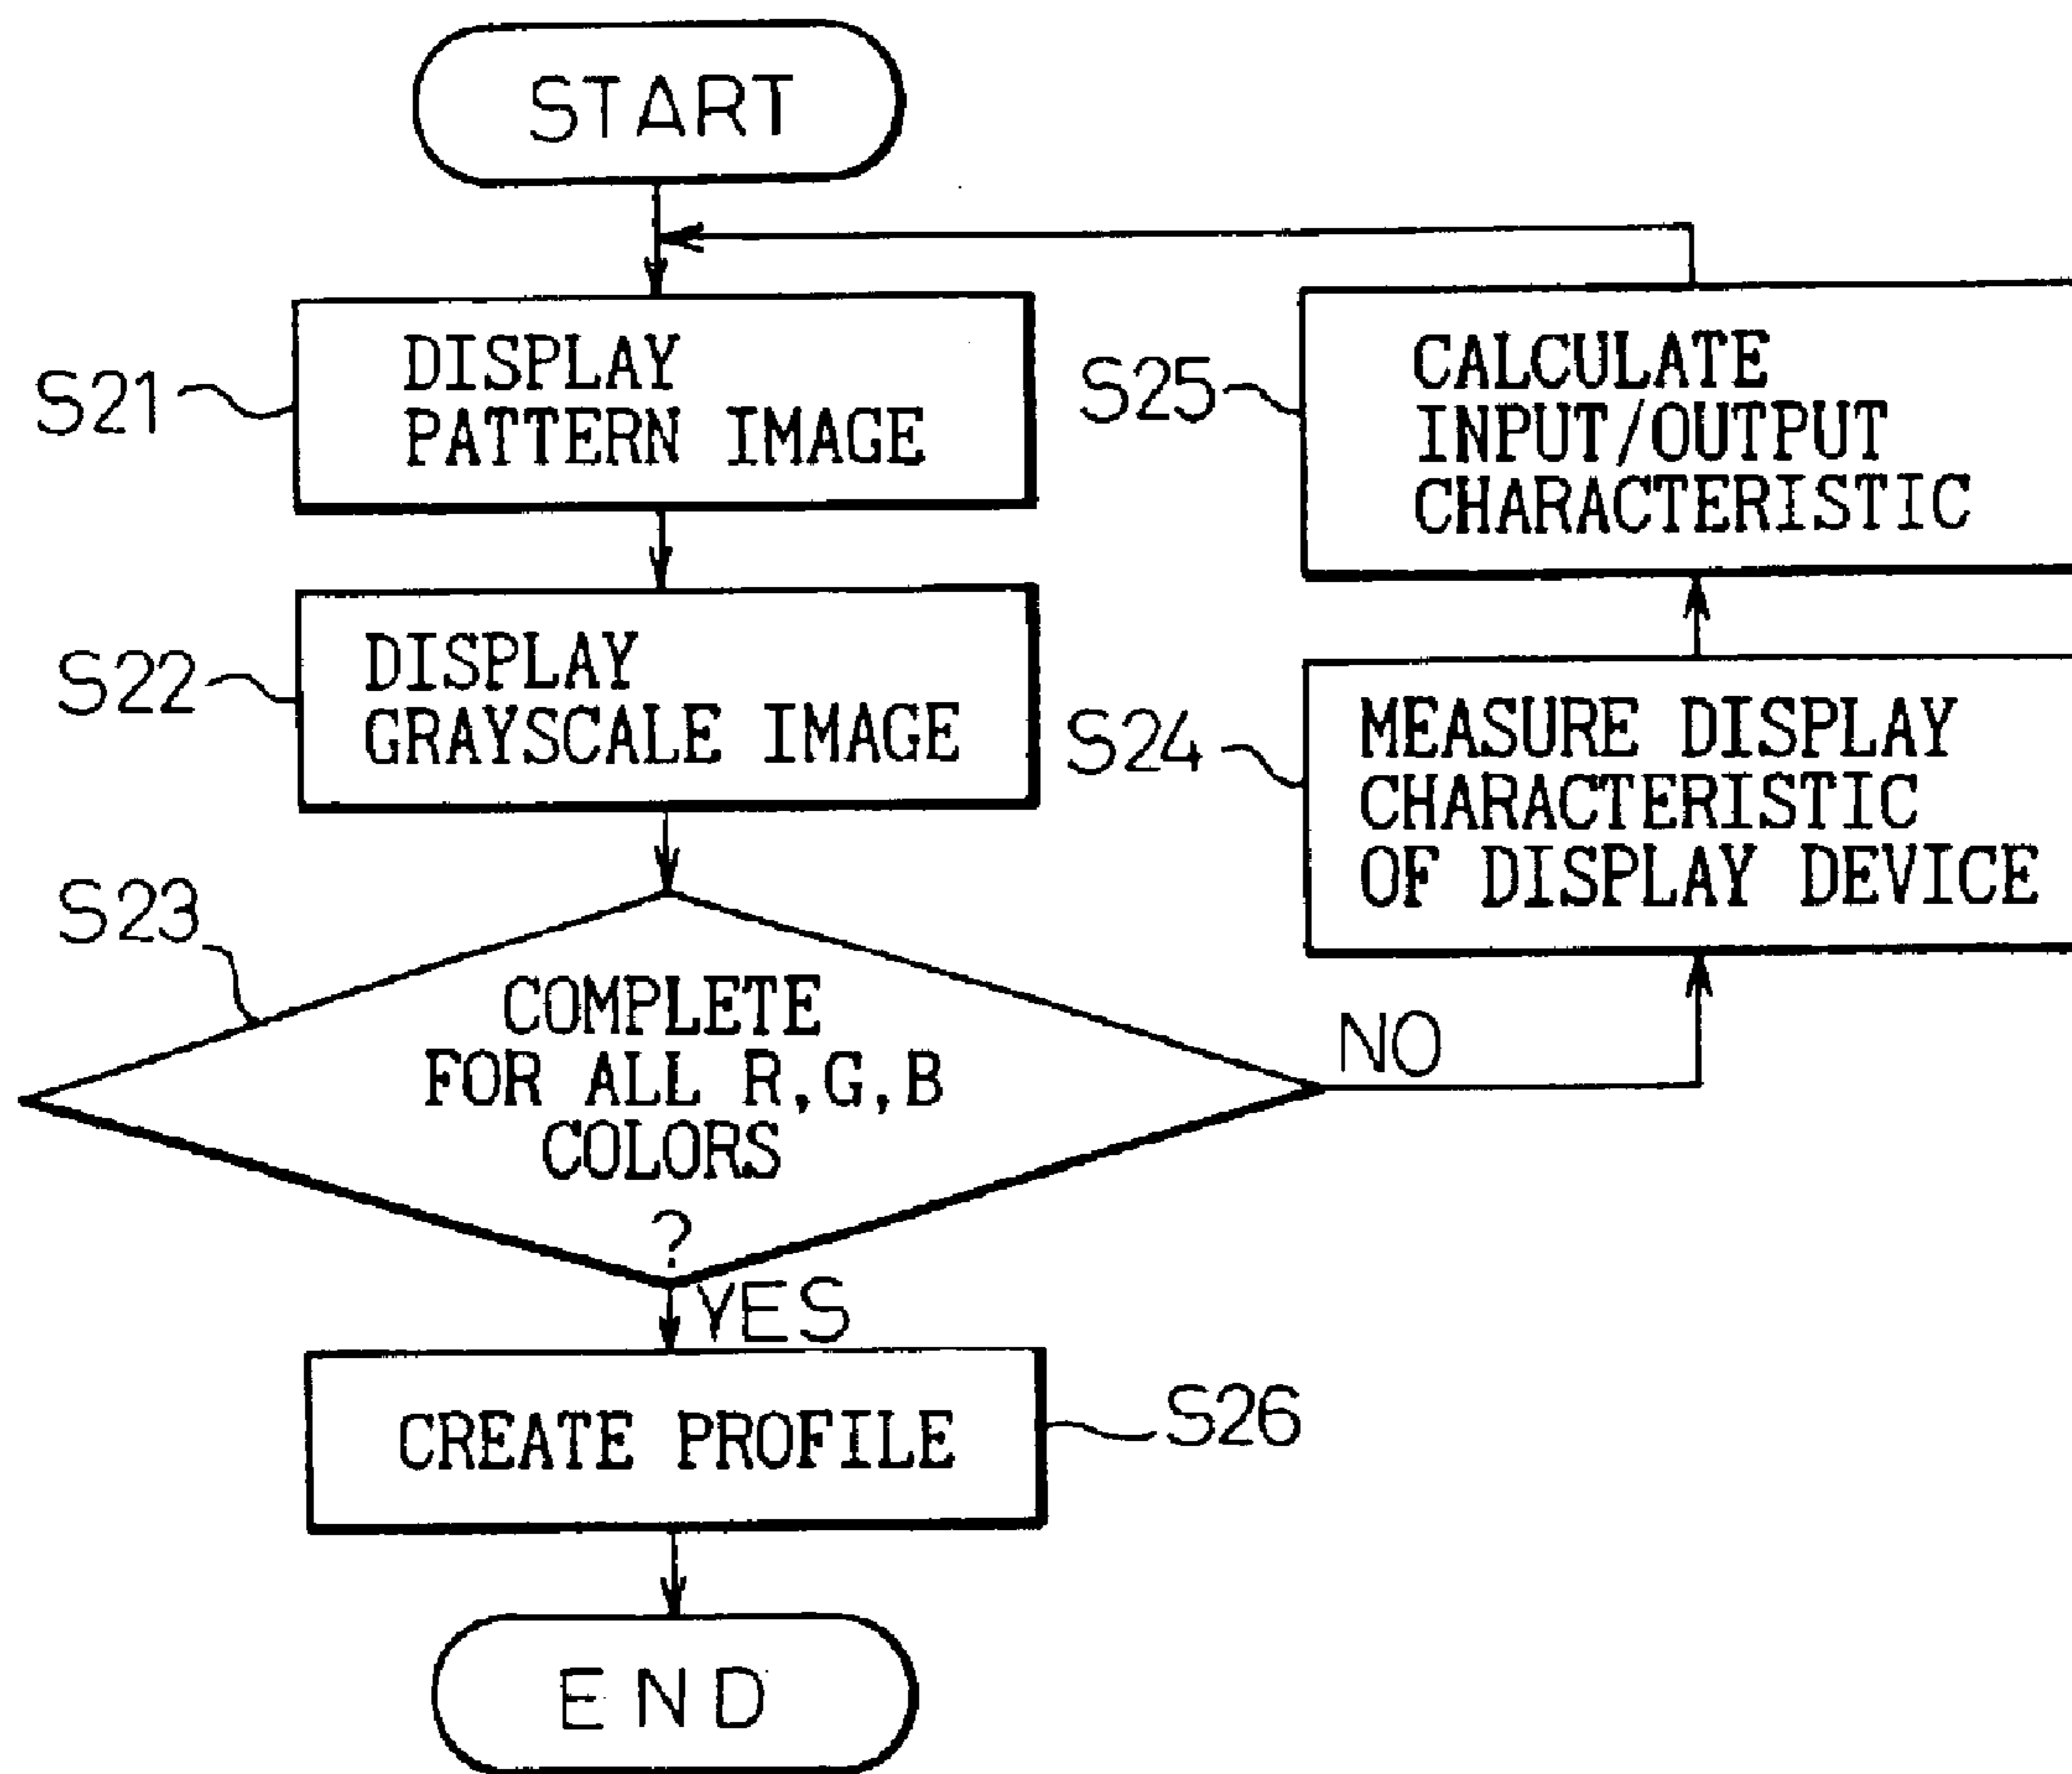 START
S21
DISPLAY
PATTERN IMAGE
S22
DISPLAY
GRAYSCALE IMAGE
S23
COMPLETE
FOR ALL R,G,B
COLORS
?
NO
S24
MEASURE DISPLAY
CHARACTERISTIC
OF DISPLAY DEVICE
S25
CALCULATE
INPUT/OUTPUT
CHARACTERISTIC
YES
CREATE PROFILE
S26
END